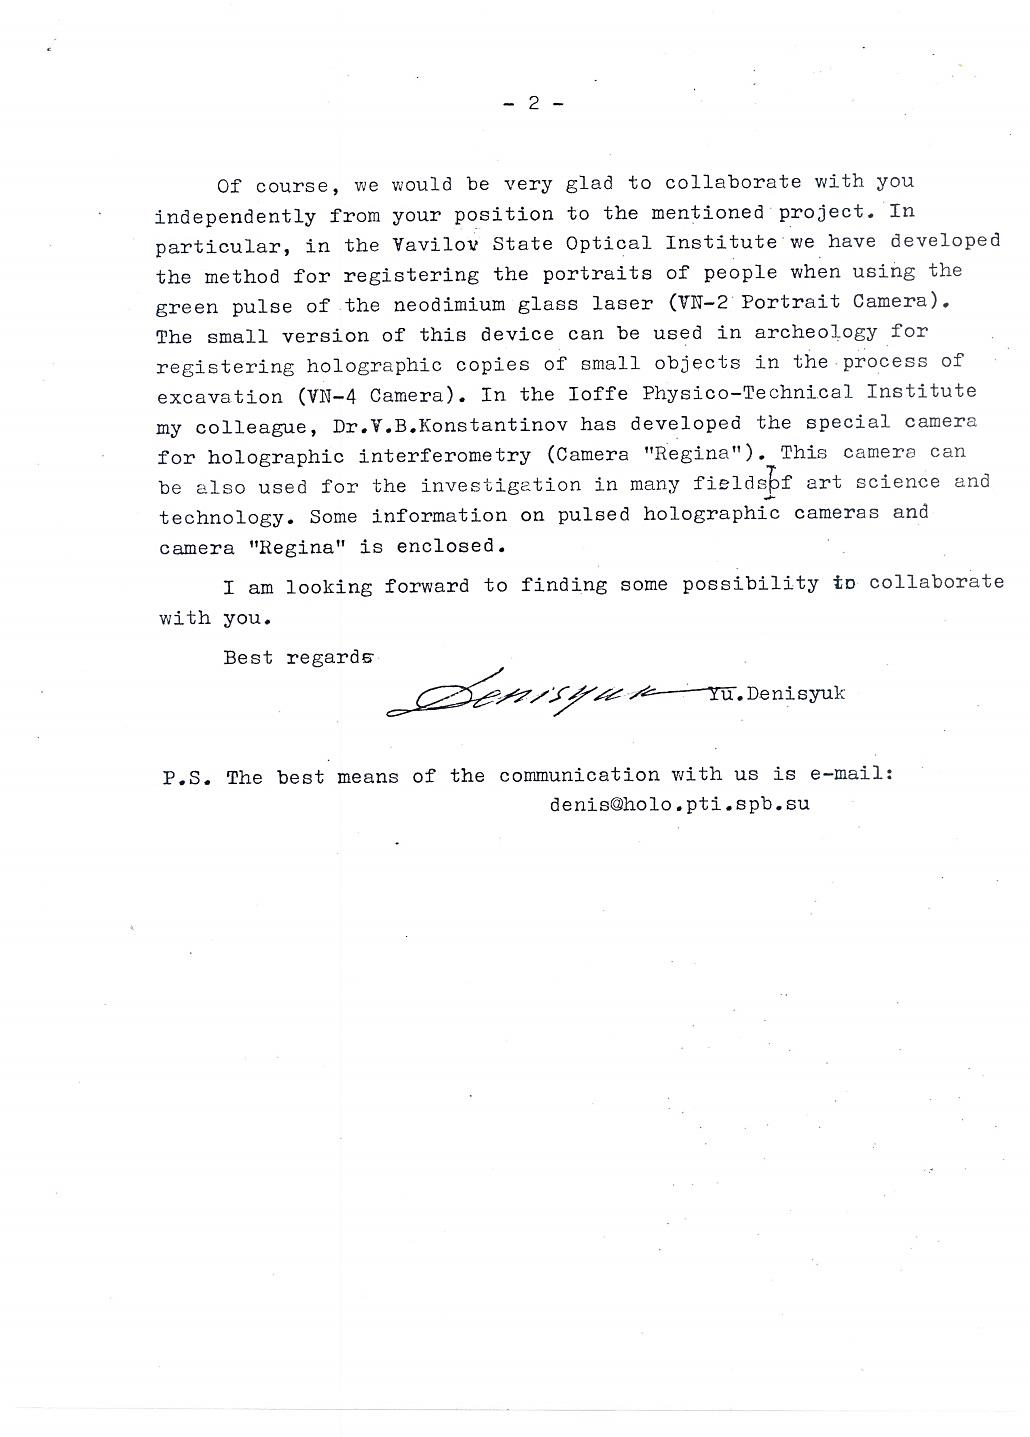 - 2 -
Of course, we would be very glad to collaborate with you
independently from your position to the mentioned project. In
particular, in the Vavilov State Optical Institute we have developed
the method for registering the portraits of people when using the
green pulse of the neodimium glass laser (VN-2 Portrait Camera).
The small version of this device can be used in archeology for
registering holographic copies of small objects in the process of
excavation (VN-4 Camera). In the Ioffe Physico-Technical Institute
my colleague, Dr.V.B.Konstantinov has developed the special camera
for holographic interferometry (Camera "Regina"). This camera can
be also used for the investigation in many fields of art science and
technology. Some information on pulsed holographic cameras and
camera "Regina" is enclosed.
I am looking forward to finding some possibility to collaborate
with you.
Best regards
Denisyuk Yu.Denisyuk
P.S. The best means of the communication with us is e-mail:
denis@holo.pti.spb.su